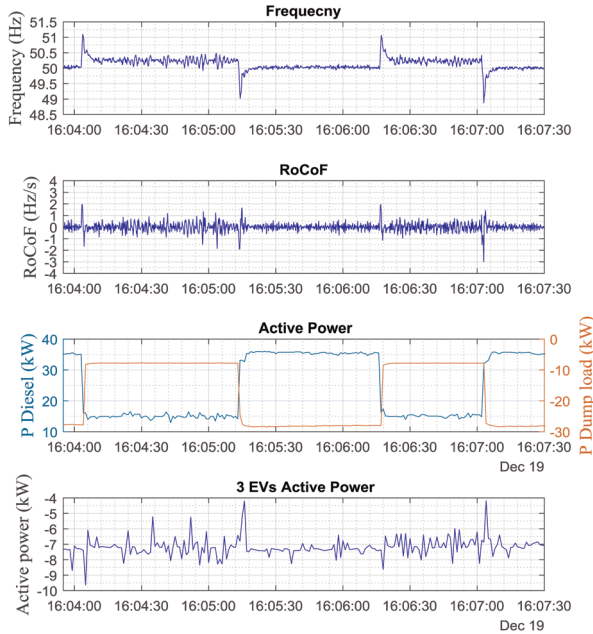 Frequecny
Frequency (Hz)
51.5
51
50.5
50
49.5
49
48.5
16:04:00 16:04:30 16:05:00 16:05:30 16:06:00 16:06:30 16:07:00 16:07:30
RoCoF
RoCoF (Hz/s)
4
3
2
1
0
-1
-2
-3
-4
16:04:00 16:04:30 16:05:00 16:05:30 16:06:00 16:06:30 16:07:00 16:07:30
Active Power
P Diesel (kW)
40
30
20
10
0
-10
-20
-30
P Dump load (kW)
16:04:00 16:04:30 16:05:00 16:05:30 16:06:00 16:06:30 16:07:00 16:07:30
Dec 19
3 EVs Active Power
Active power (kW)
-4
-5
-6
-7
-8
-9
-10
16:04:00 16:04:30 16:05:00 16:05:30 16:06:00 16:06:30 16:07:00 16:07:30
Dec 19